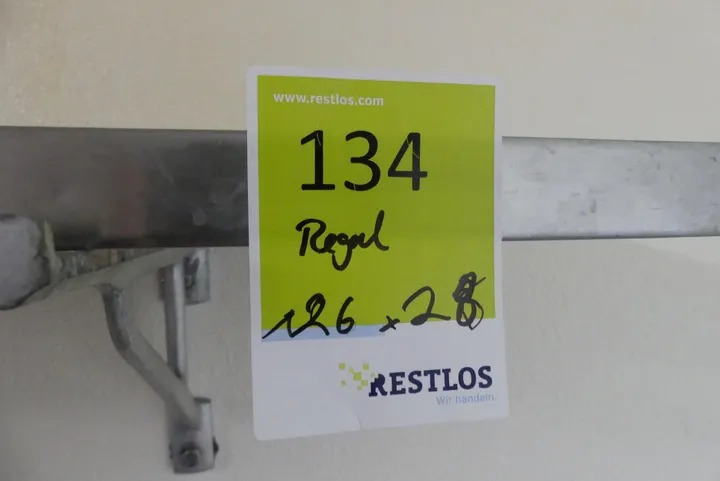 www.restlos.com
134
Regal
126 x 28
RESTLOS
Wir handeln.